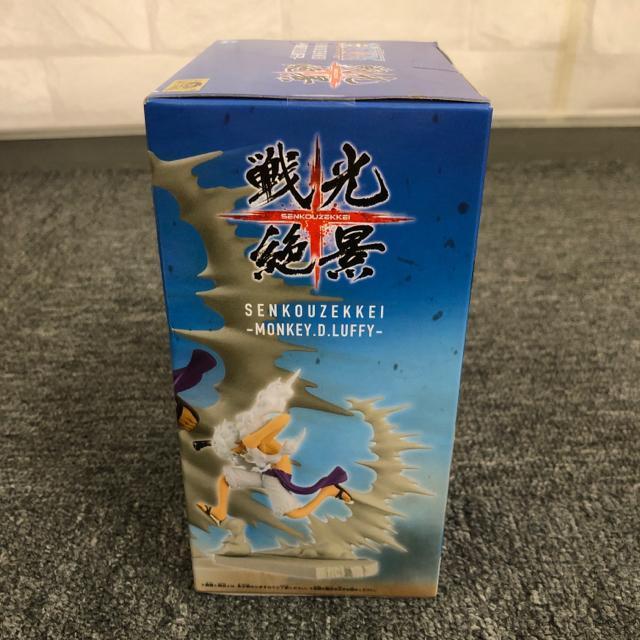 戦光
SENKOUZEKKEI
絶景
SENKOUZEKKEI
-MONKEY.D.LUFFY-